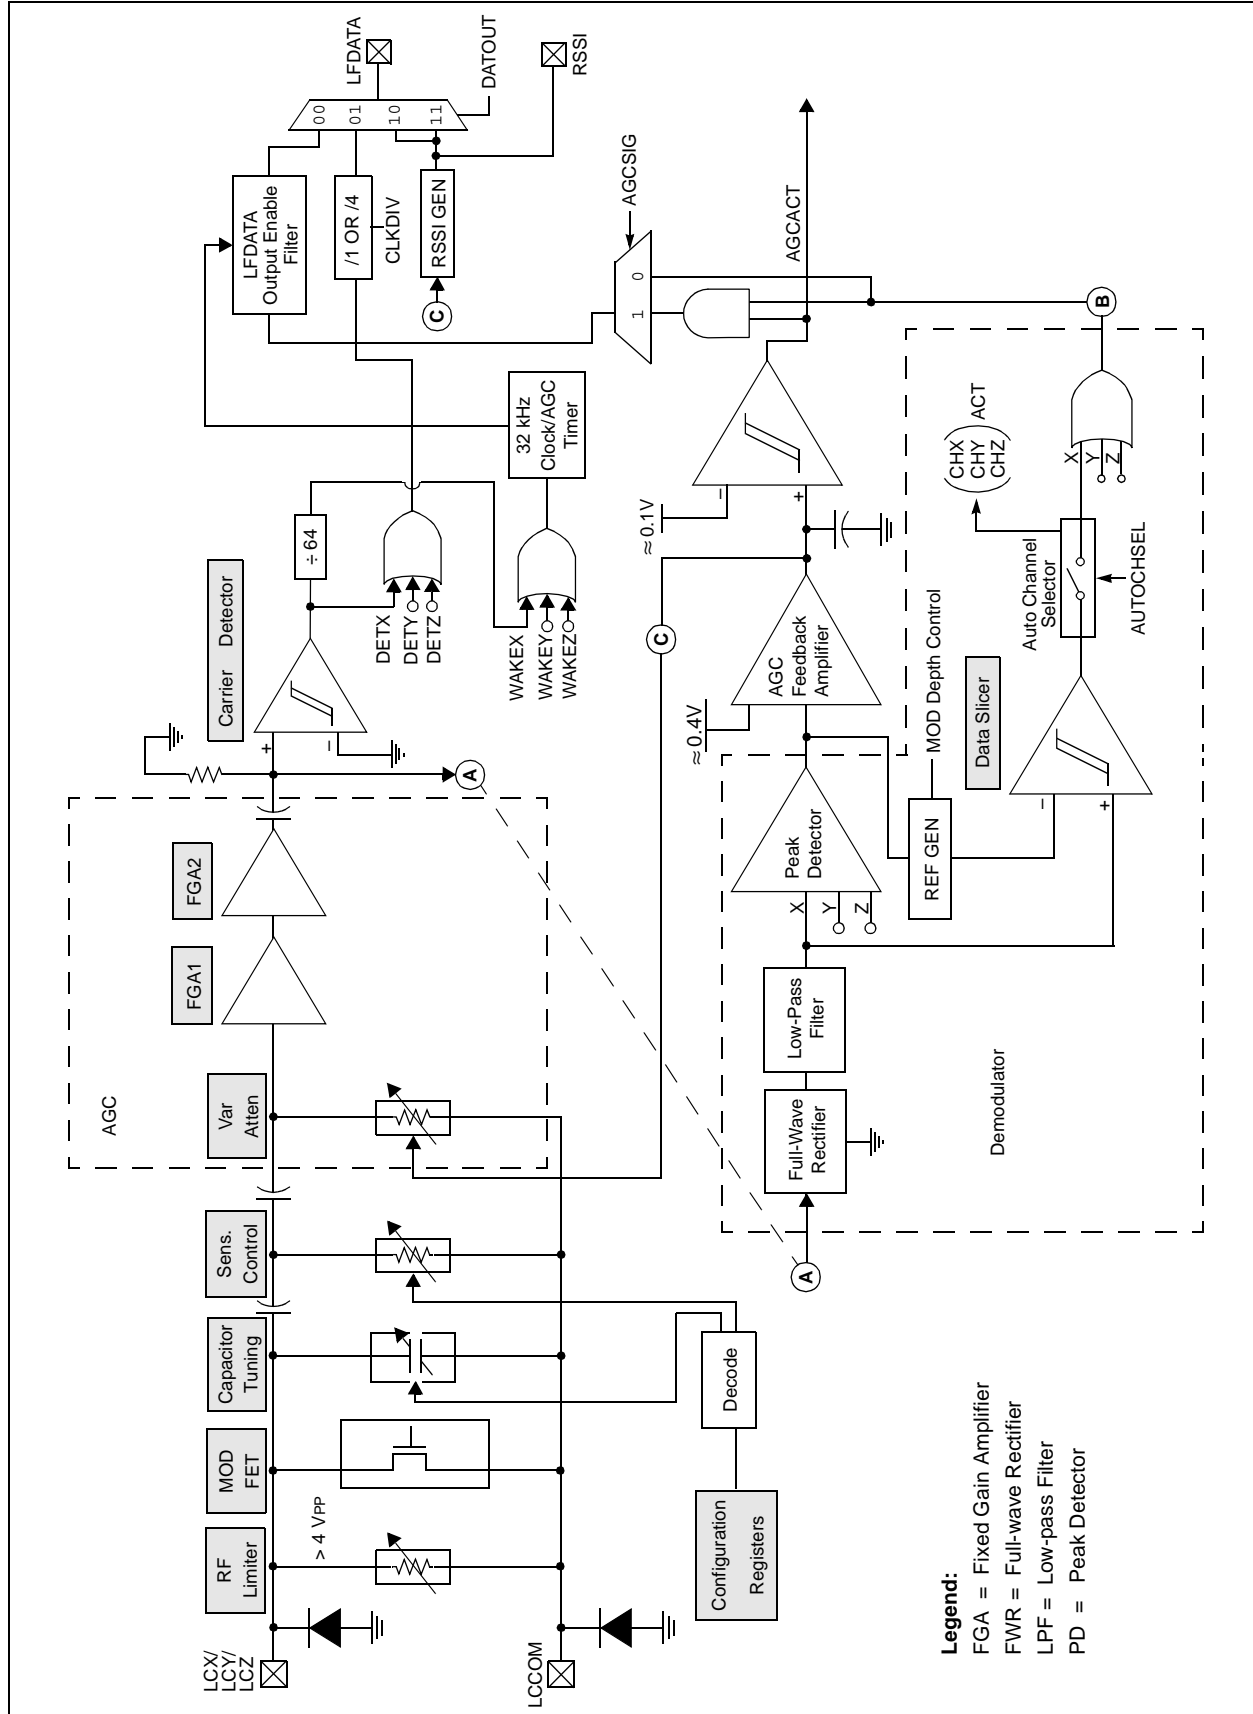 LCX/
LCY/
LCZ
LCCOM
RF
Limiter
> 4 VPP
MOD
FET
Capacitor
Tuning
Sens.
Control
Var
Atten
AGC
FGA1
FGA2
A
+
–
Carrier Detector
÷ 64
DETX
DETY
DETZ
WAKEX
WAKEY
WAKEZ
32 kHz
Clock/AGC
Timer
LFDATA
Output Enable
Filter
/1 OR /4
CLKDIV
C
RSSI GEN
00
01
10
11
LFDATA
DATOUT
RSSI
AGCSIG
1
0
AGCACT
Configuration
Registers
Decode
A
Full-Wave
Rectifier
Low-Pass
Filter
X
Y
Z
Peak
Detector
≈ 0.4V
AGC
Feedback
Amplifier
C
≈ 0.1V
–
+
REF GEN
MOD Depth Control
Data Slicer
–
+
Auto Channel
Selector
AUTOCHSEL
CHX
CHY
CHZ
ACT
X
Y
Z
B
Demodulator
Legend:
FGA = Fixed Gain Amplifier
FWR = Full-wave Rectifier
LPF = Low-pass Filter
PD = Peak Detector